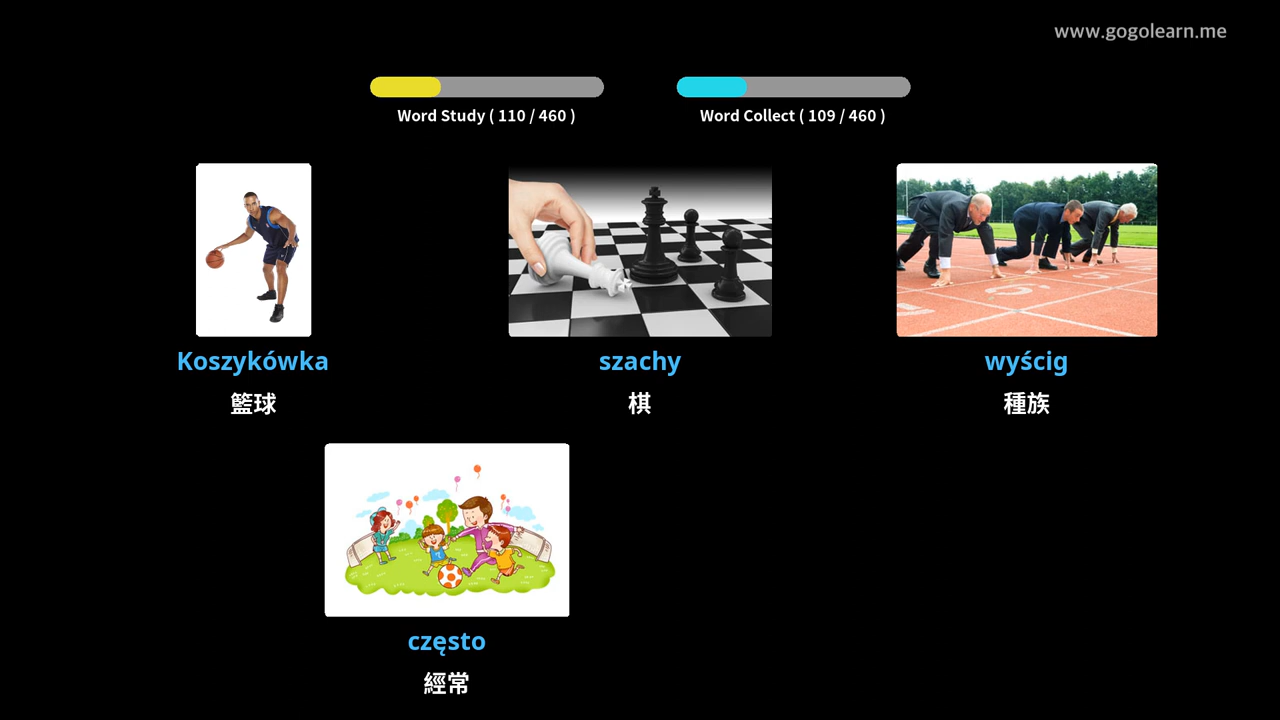 www.gogolearn.me
Word Study ( 110 / 460 )
Word Collect ( 109 / 460 )
Koszykówka
籃球
szachy
棋
wyścig
種族
często
經常